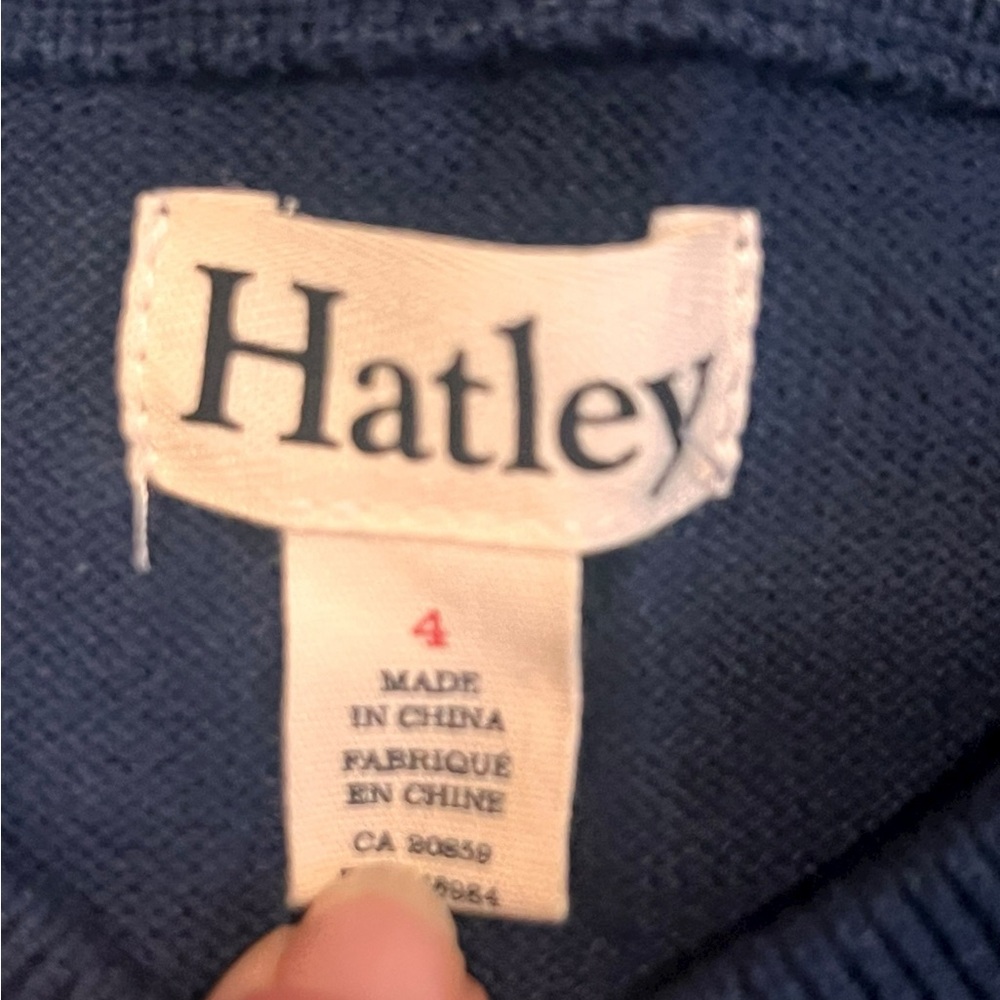 Hatley
4
MADE
IN CHINA
FABRIQUÉ
EN CHINE
CA 20859